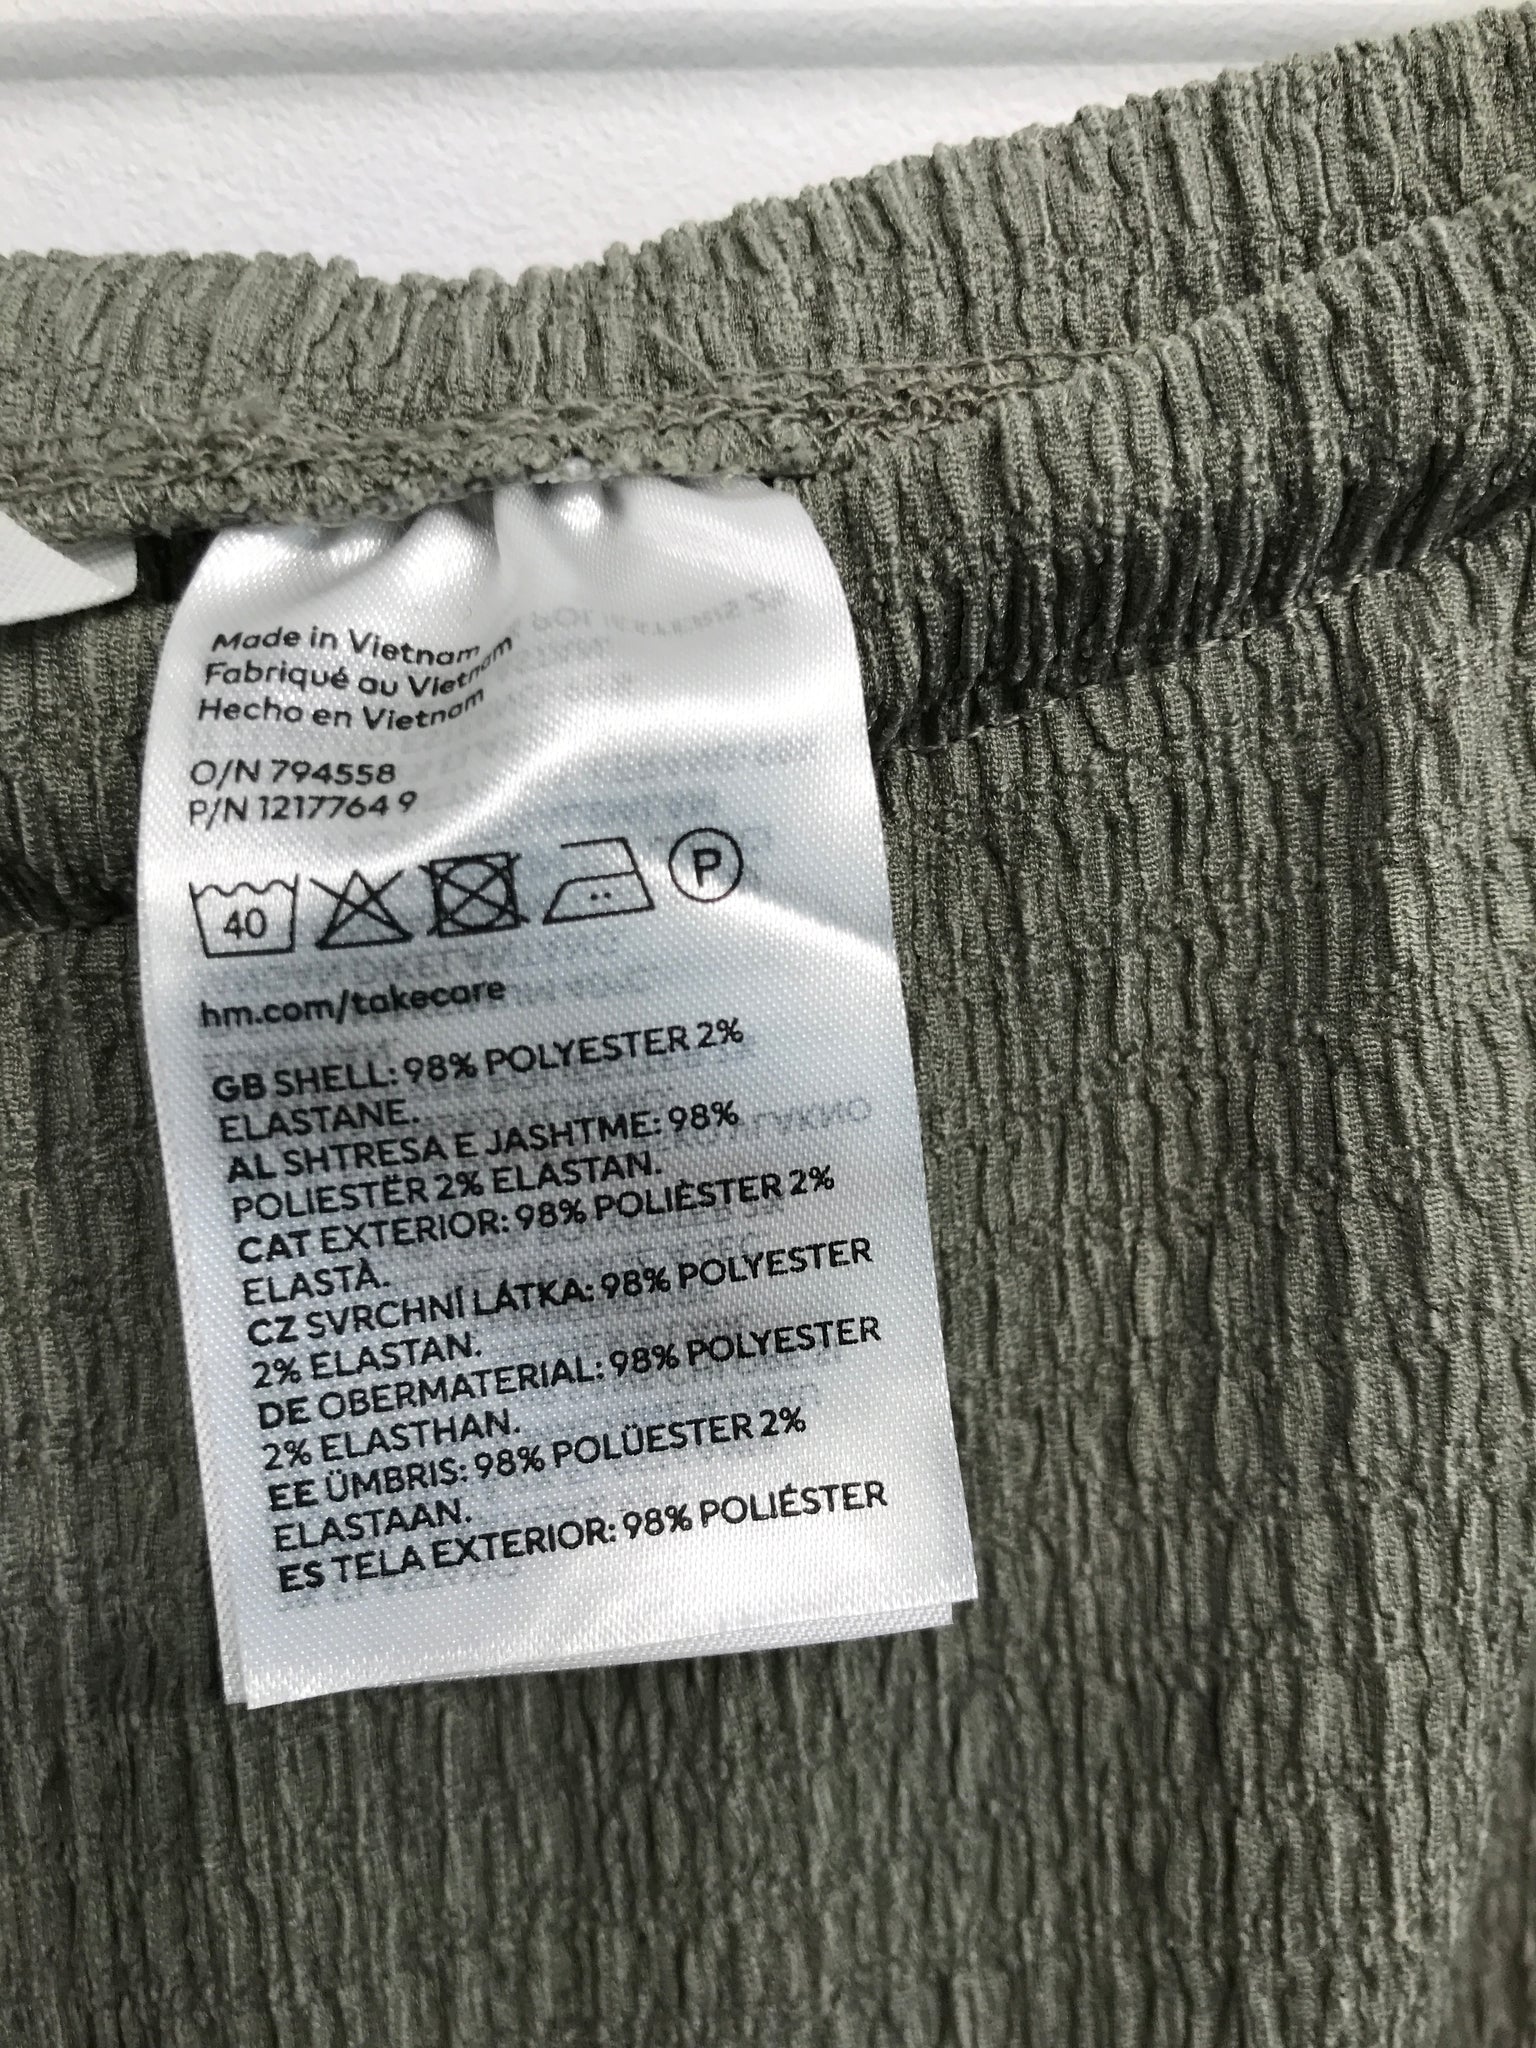 Made in Vietnam
Fabriqué au Vietnam
Hecho en Vietnam
O/N 794558
P/N 1217764 9
40
P
hm.com/takecare
GB SHELL: 98% POLYESTER 2%
ELASTANE.
AL SHTRESA E JASHTME: 98%
POLIESTËR 2% ELASTAN.
CAT EXTERIOR: 98% POLIÈSTER 2%
ELASTÀ.
CZ SVRCHNÍ LÁTKA: 98% POLYESTER
2% ELASTAN.
DE OBERMATERIAL: 98% POLYESTER
2% ELASTHAN.
EE ÜMBRIS: 98% POLÜESTER 2%
ELASTAAN.
ES TELA EXTERIOR: 98% POLIÉSTER